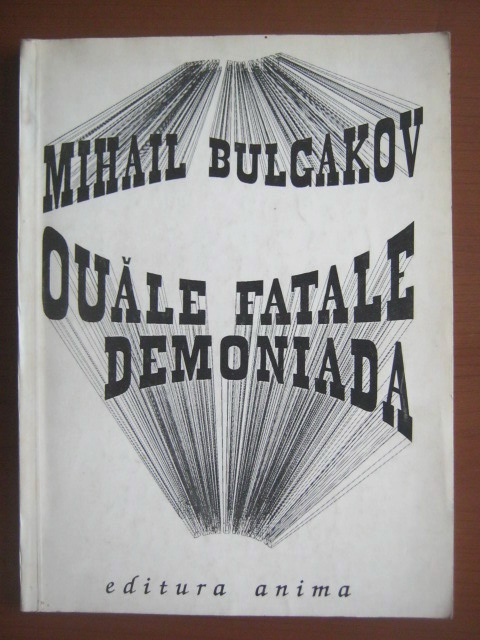 MIHAIL BULGAKOV
OUĂLE FATALE
DEMONIADA
editura anima